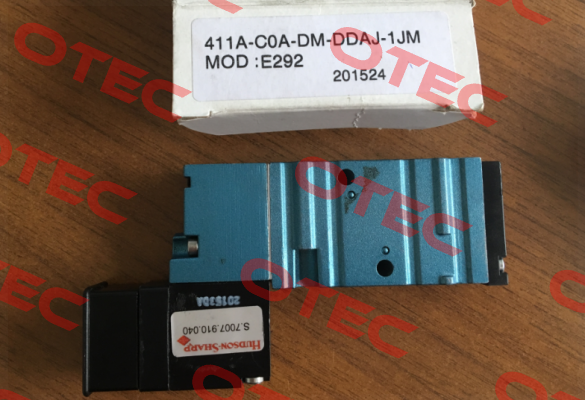 411A-C0A-DM-DDAJ-1JM
MOD :E292
201524
OTEC
OTEC
OTEC
OTEC
OTEC
OTEC
OTEC
HUDSON-SHARP
S.7007.910.040